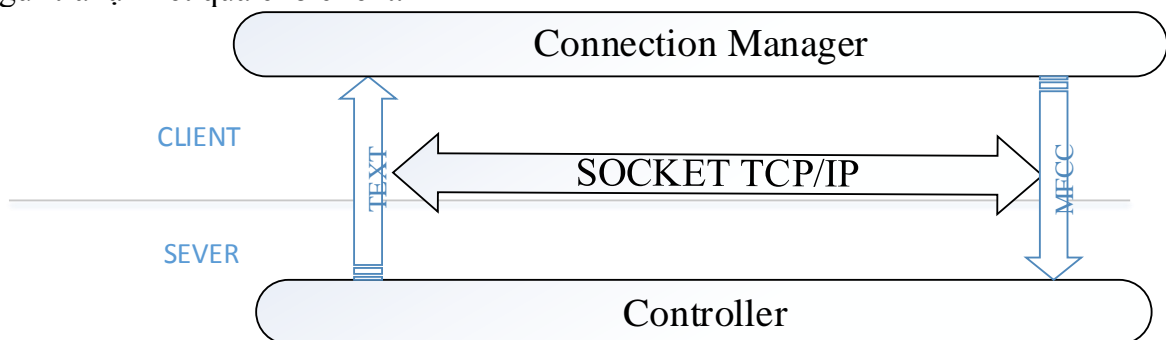 Connection Manager
CLIENT
TEXT
SOCKET TCP/IP
MFCC
SEVER
Controller